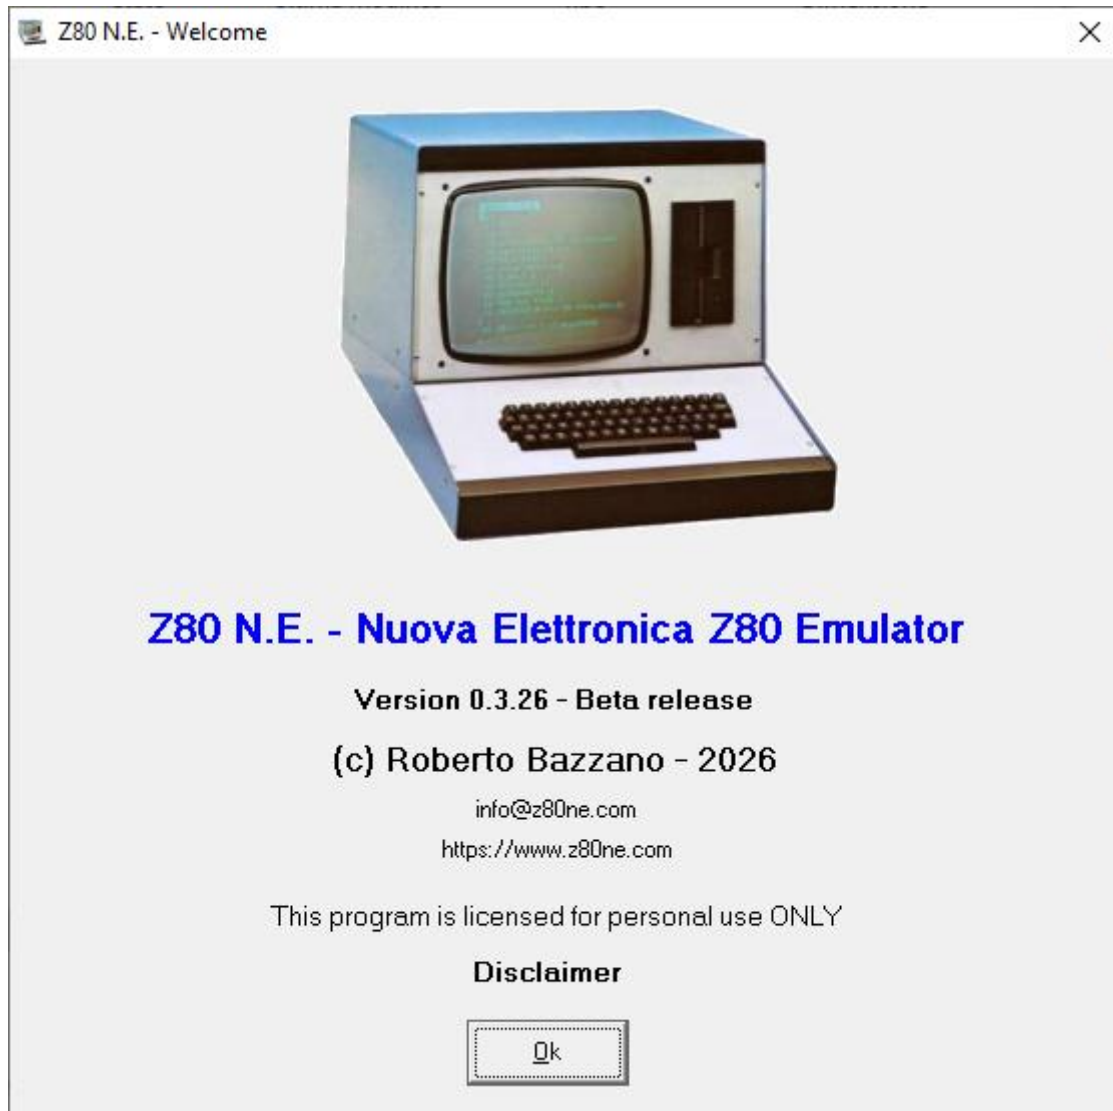 Z80 N.E. - Welcome
Z80 N.E. - Nuova Elettronica Z80 Emulator
Version 0.3.26 - Beta release
(c) Roberto Bazzano - 2026
info@z80ne.com
https://www.z80ne.com
This program is licensed for personal use ONLY
Disclaimer
Ok